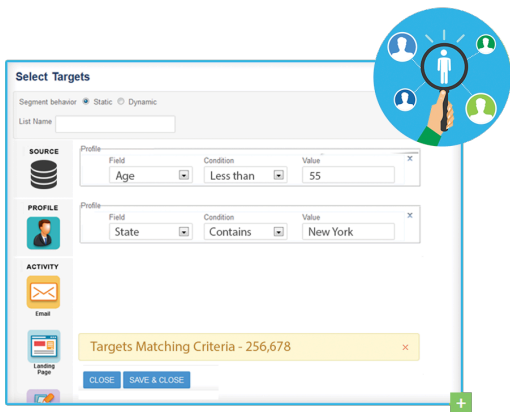 Select Targets
Segment behavior Static Dynamic
List Name
SOURCE
Profile
Field Condition Value
Age Less than 55
x
PROFILE
Profile
Field Condition Value
State Contains New York
x
ACTIVITY
Email
Landing
Page
Targets Matching Criteria - 256,678 ×
CLOSE SAVE & CLOSE
+